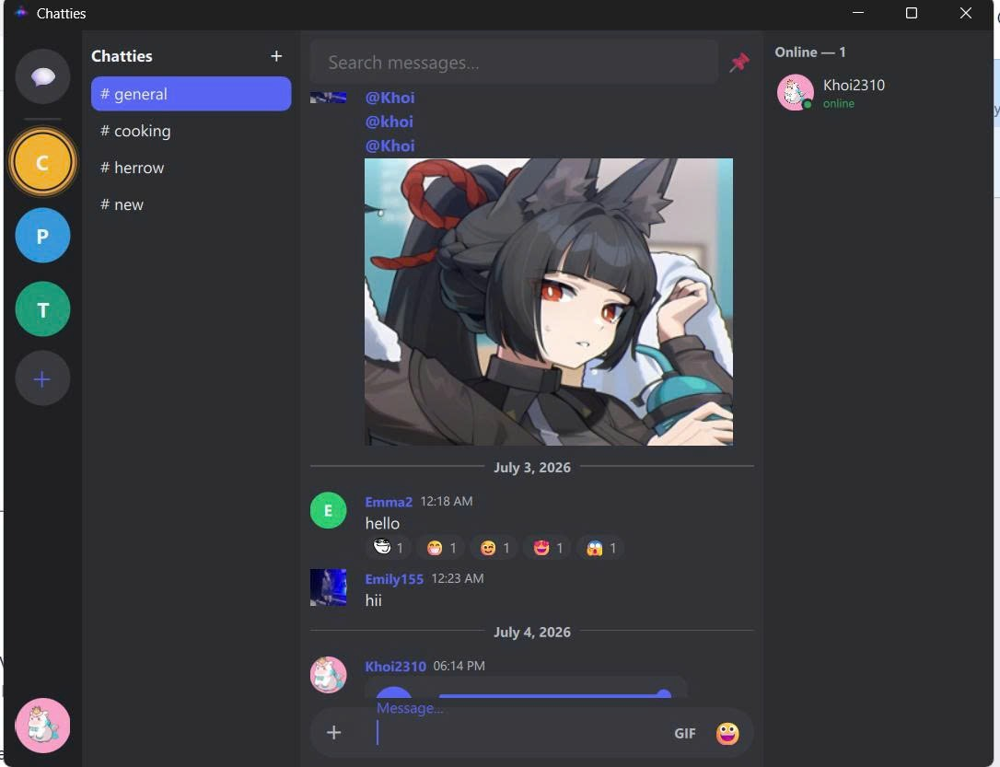 Chatties
Chatties
+
# general
# cooking
# herrow
# new
C
P
T
+
Search messages...
@Khoi
@khoi
@Khoi
July 3, 2026
E
Emma2 12:18 AM
hello
1 1 1 1 1
Emily155 12:23 AM
hii
July 4, 2026
Khoi2310 06:14 PM
Message...
+
GIF
Online — 1
Khoi2310
online